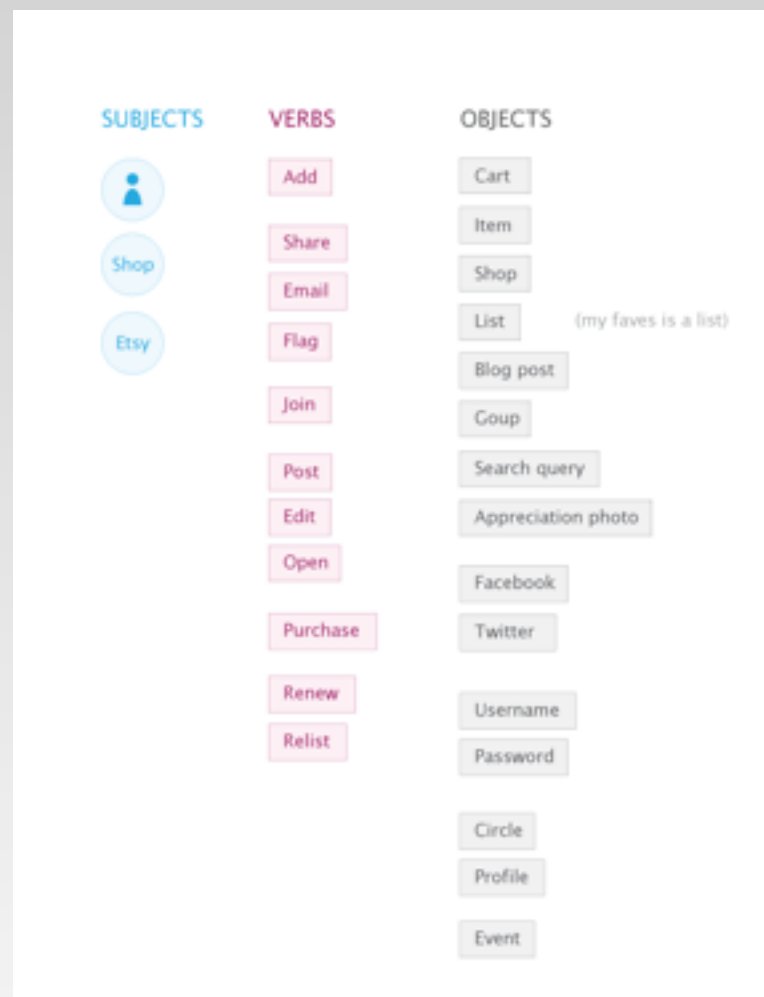 SUBJECTS
Shop
Etsy
VERBS
Add
Share
Email
Flag
Join
Post
Edit
Open
Purchase
Renew
Relist
OBJECTS
Cart
Item
Shop
List (my faves is a list)
Blog post
Goup
Search query
Appreciation photo
Facebook
Twitter
Username
Password
Circle
Profile
Event